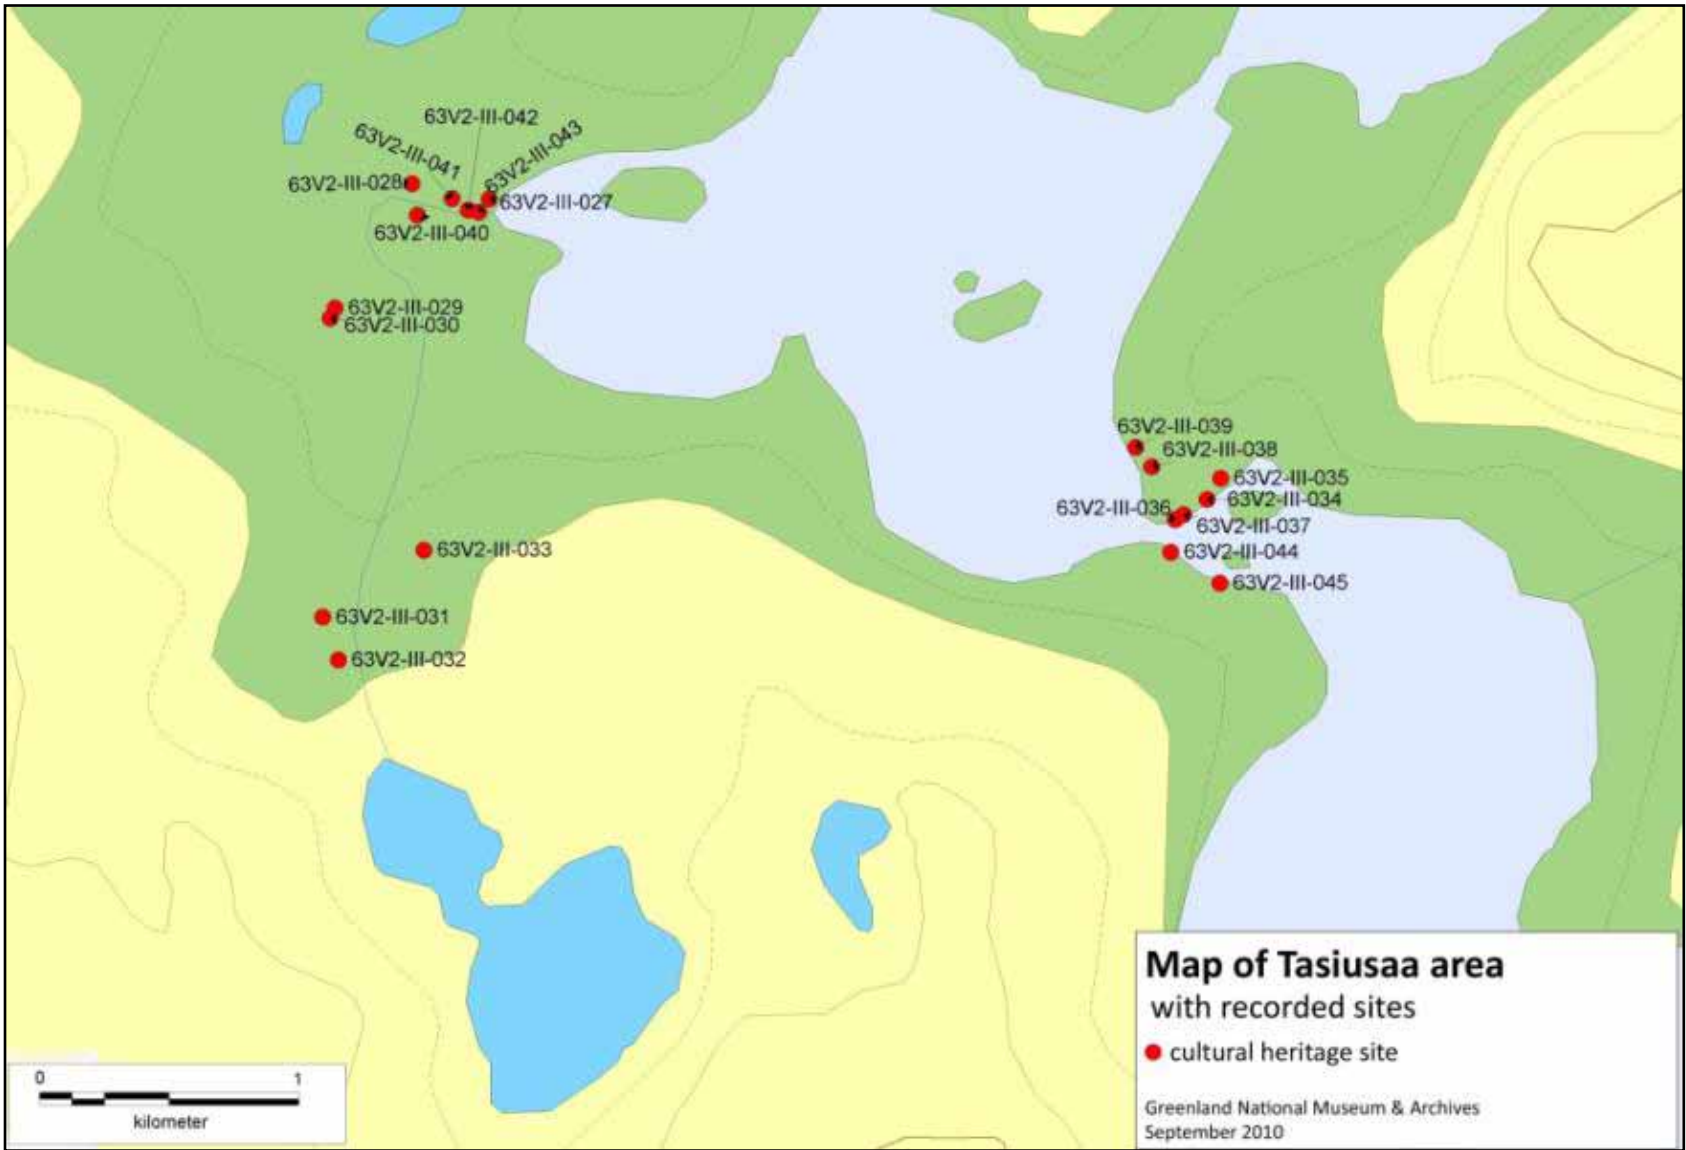 63V2-III-042
63V2-III-041
63V2-III-043
63V2-III-028
63V2-III-027
63V2-III-040
63V2-III-029
63V2-III-030
63V2-III-039
63V2-III-038
63V2-III-035
63V2-III-034
63V2-III-036
63V2-III-037
63V2-III-044
63V2-III-033
63V2-III-045
63V2-III-031
63V2-III-032
Map of Tasiusaa area
with recorded sites
cultural heritage site
Greenland National Museum & Archives
September 2010
0 1
kilometer